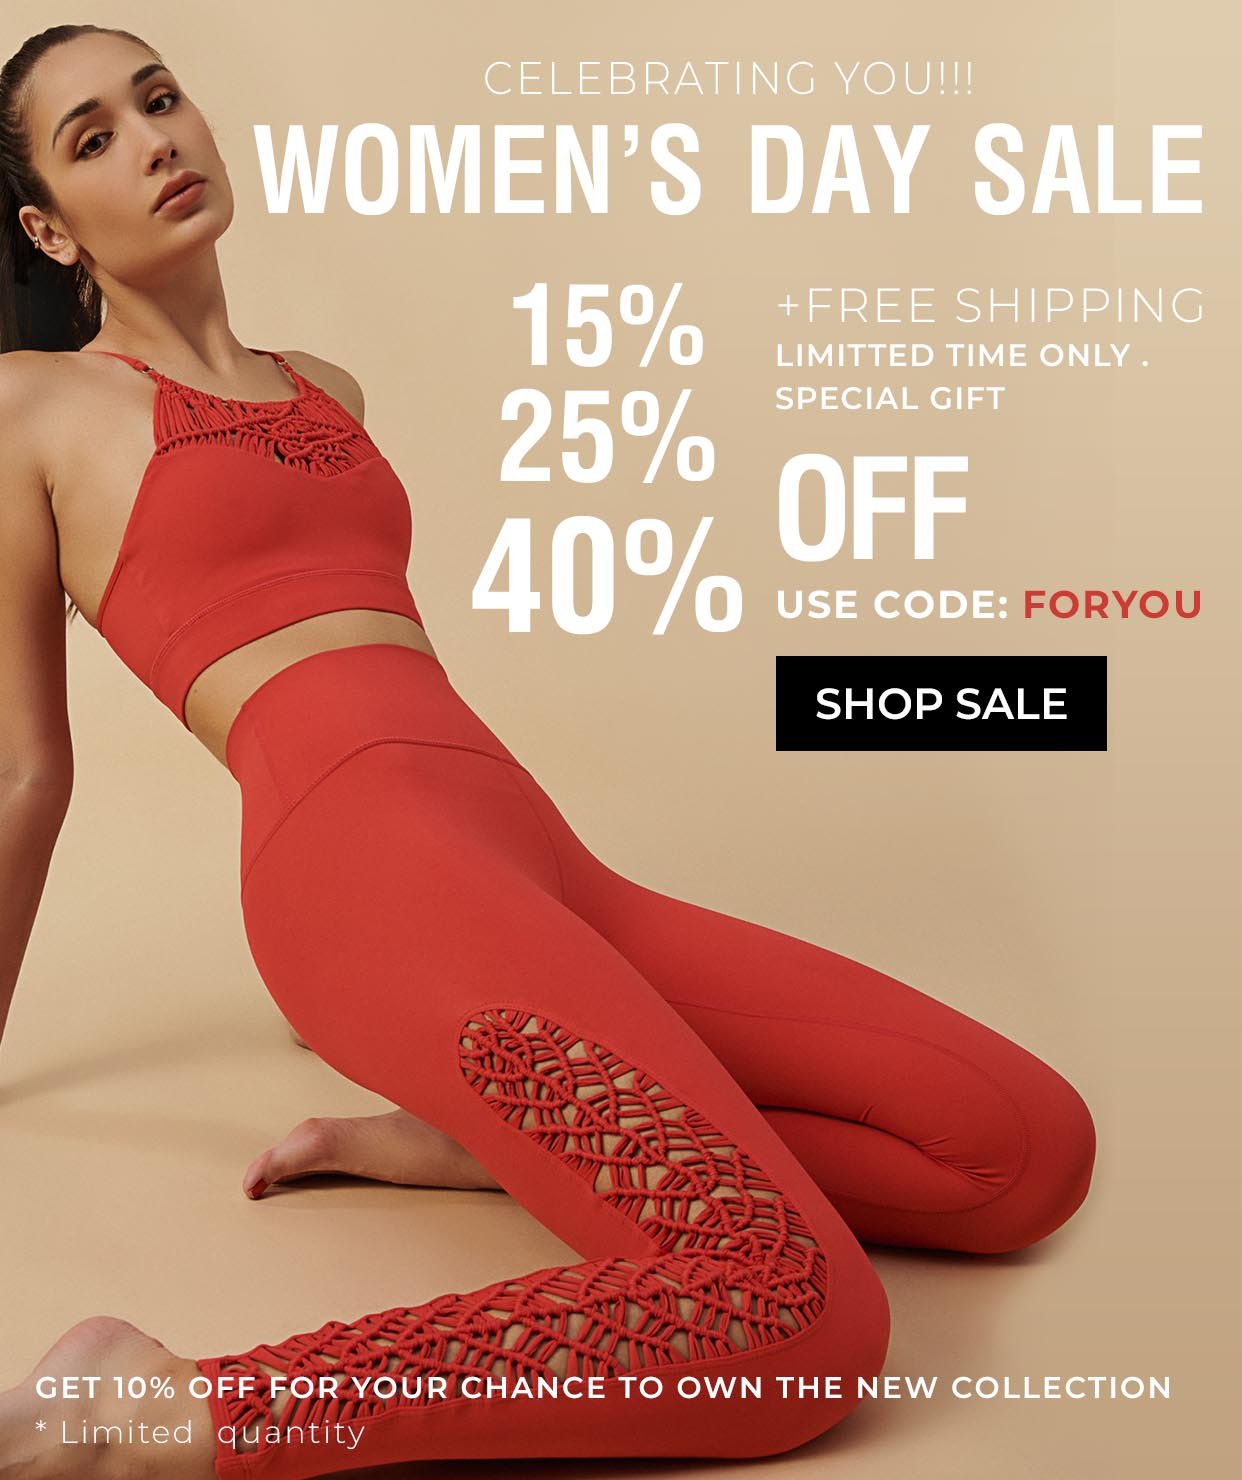 CELEBRATING YOU!!!
WOMEN'S DAY SALE
15%
25%
40%
+FREE SHIPPING
LIMITTED TIME ONLY .
SPECIAL GIFT
OFF
USE CODE: FORYOU
SHOP SALE
GET 10% OFF FOR YOUR CHANCE TO OWN THE NEW COLLECTION
* Limited quantity